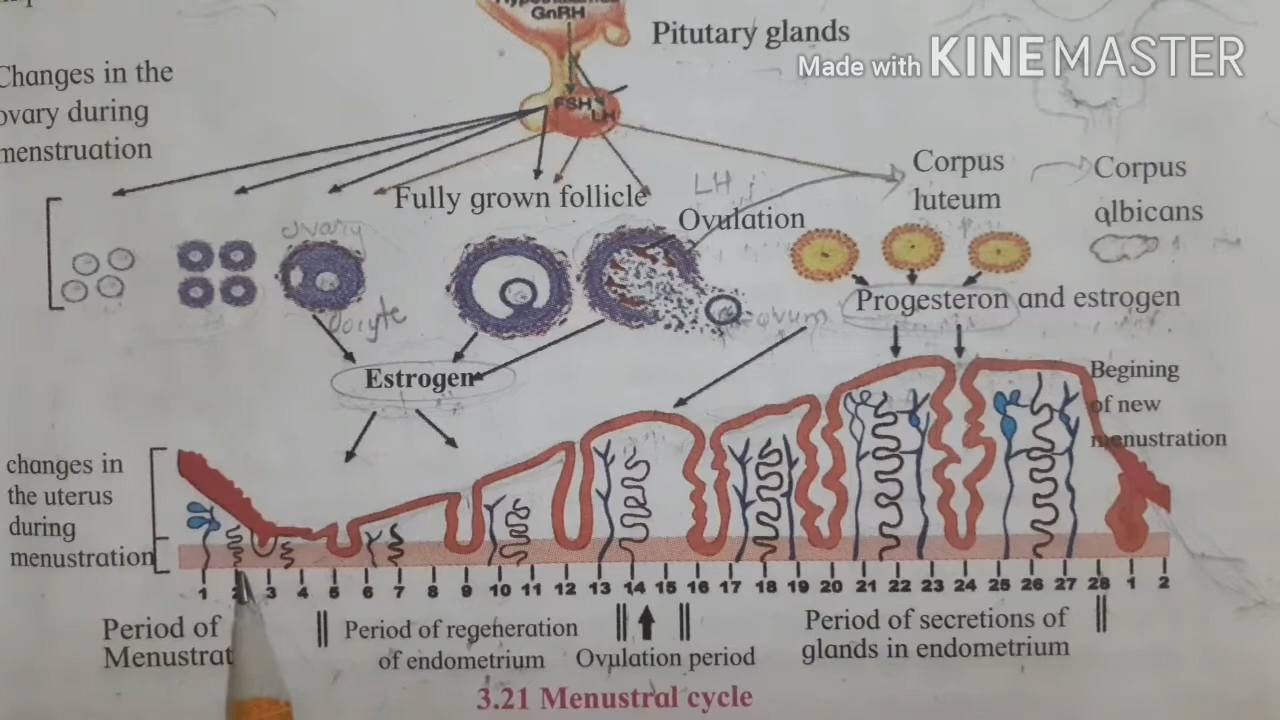 GnRH
Pitutary glands
Made with KINEMASTER
Changes in the
ovary during
menstruation
FSH
LH
Fully grown follicle
LH
Ovulation
Corpus
luteum
Corpus
albicans
ovary
oocyte
ovum
Progesteron and estrogen
Estrogen
Begining
of new
menustration
changes in
the uterus
during
menustration
1 2 3 4 5 6 7 8 9 10 11 12 13 14 15 16 17 18 19 20 21 22 23 24 25 26 27 28 1 2
Period of
Menustrat
Period of regeheration
of endometrium
Ovulation period
Period of secretions of
glands in endometrium
3.21 Menustral cycle